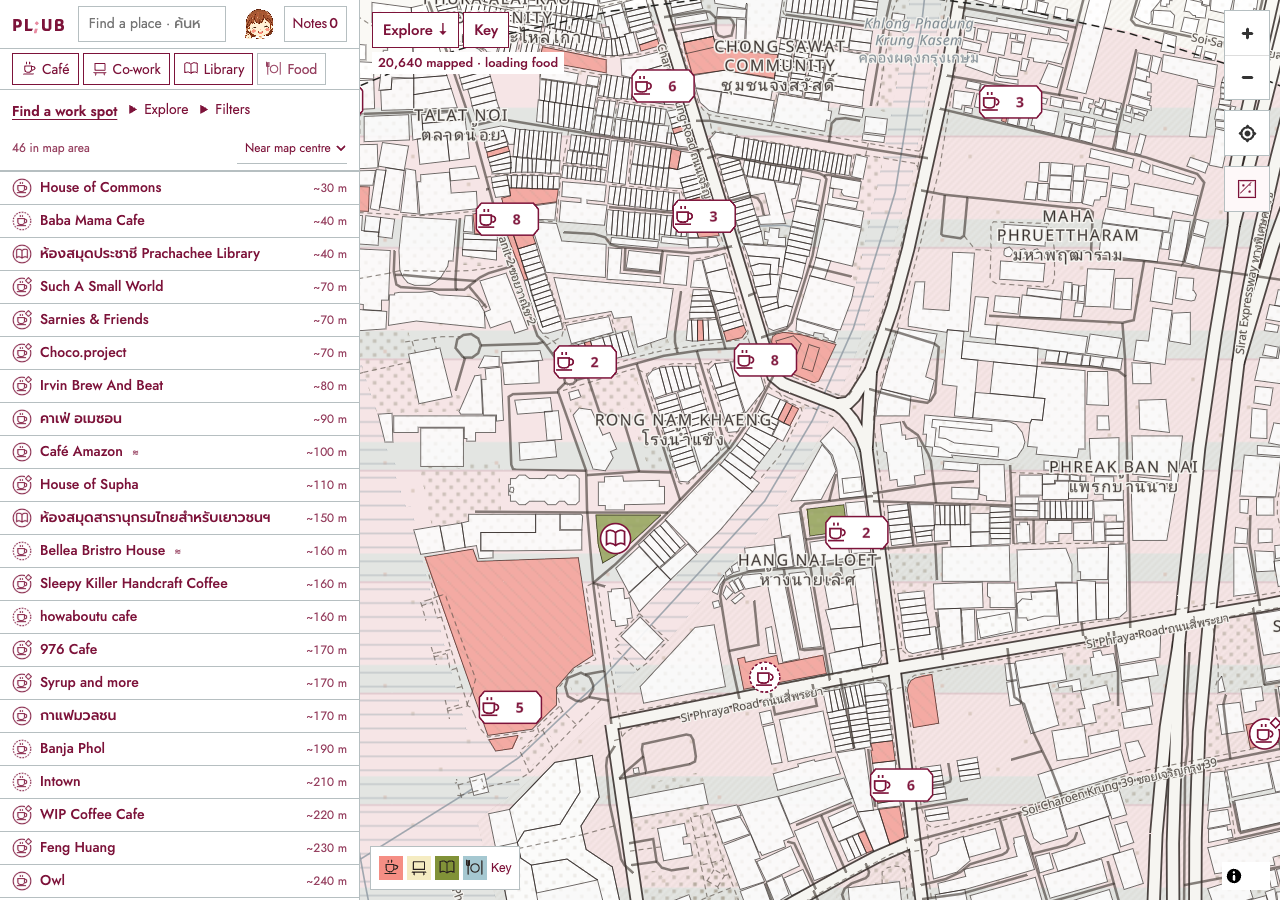 PL;UB
Find a place · ค้นหา
Notes 0
Café
Co-work
Library
Food
Find a work spot
Explore
Filters
46 in map area
Near map centre
House of Commons ~30 m
Baba Mama Cafe ~40 m
ห้องสมุดประชาชี Prachachee Library ~40 m
Such A Small World ~70 m
Sarnies & Friends ~70 m
Choco.project ~70 m
Irvin Brew And Beat ~80 m
คาเฟ่ อเมซอน ~90 m
Café Amazon ≈ ~100 m
House of Supha ~110 m
ห้องสมุดสารานุกรมไทยสำหรับเยาวชนฯ ~150 m
Bellea Bristro House ≈ ~160 m
Sleepy Killer Handcraft Coffee ~160 m
howaboutu cafe ~160 m
976 Cafe ~170 m
Syrup and more ~170 m
กาแฟมวลชน ~170 m
Banja Phol ~190 m
Intown ~210 m
WIP Coffee Cafe ~220 m
Feng Huang ~230 m
Owl ~240 m
Explore ↓
Key
20,640 mapped · loading food
CHONG SAWAT
COMMUNITY
ชุมชนจงสวัสดิ์
Khlong Phadung
Krung Kasem
คลองผดุงกรุงเกษม
6
3
TALAT NOI
ตลาดน้อย
8
3
MAHA
PHRUETTHARAM
มหาพฤฒาราม
Sirat Expressway
2
8
RONG NAM KHAENG
โรงน้ำแข็ง
PHREAK BAN NAI
แพรกบ้านนาย
2
HANG NAI LOET
ห้างนายเลิศ
Si Phraya Road ถนนสี่พระยา
Si Phraya Road ถนนสี่พระยา
5
6
Soi Charoen Krung 39 ซอยเจริญกรุง 39
Key